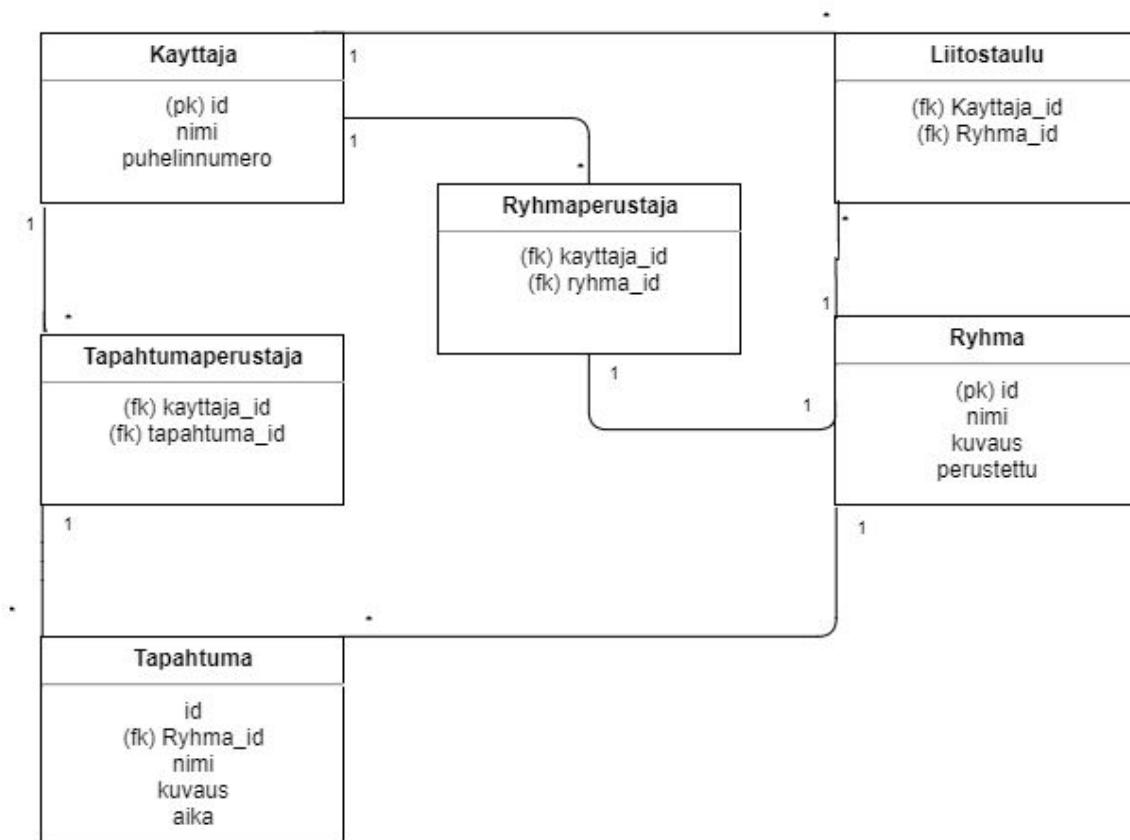 *
Kayttaja
1
(pk) id
nimi
puhelinnumero
1
1
*
Liitostaulu
(fk) Kayttaja_id
(fk) Ryhma_id
*
*
Ryhmaperustaja
(fk) kayttaja_id
(fk) ryhma_id
1
1
1
Tapahtumaperustaja
(fk) kayttaja_id
(fk) tapahtuma_id
1
*
Ryhma
(pk) id
nimi
kuvaus
perustettu
1
*
Tapahtuma
id
(fk) Ryhma_id
nimi
kuvaus
aika